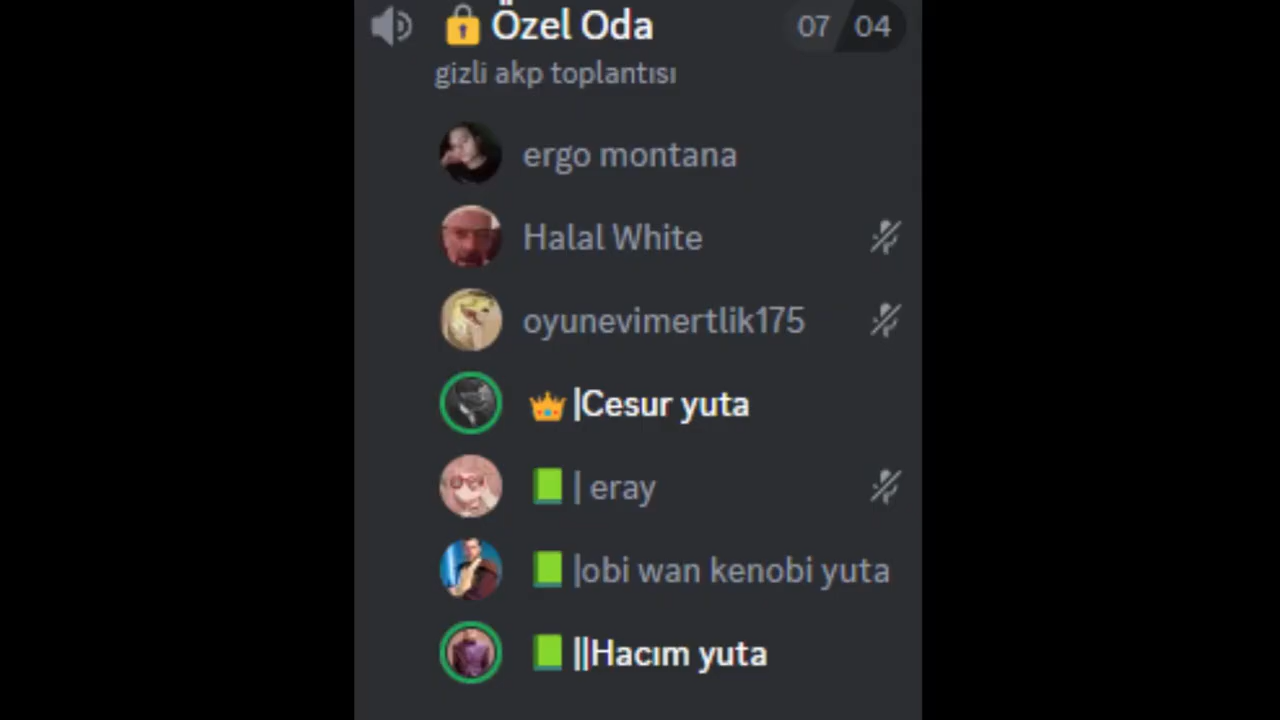 Özel Oda 07 04
gizli akp toplantısı
ergo montana
Halal White
oyunevimertlik175
|Cesur yuta
| eray
|obi wan kenobi yuta
||Hacım yuta